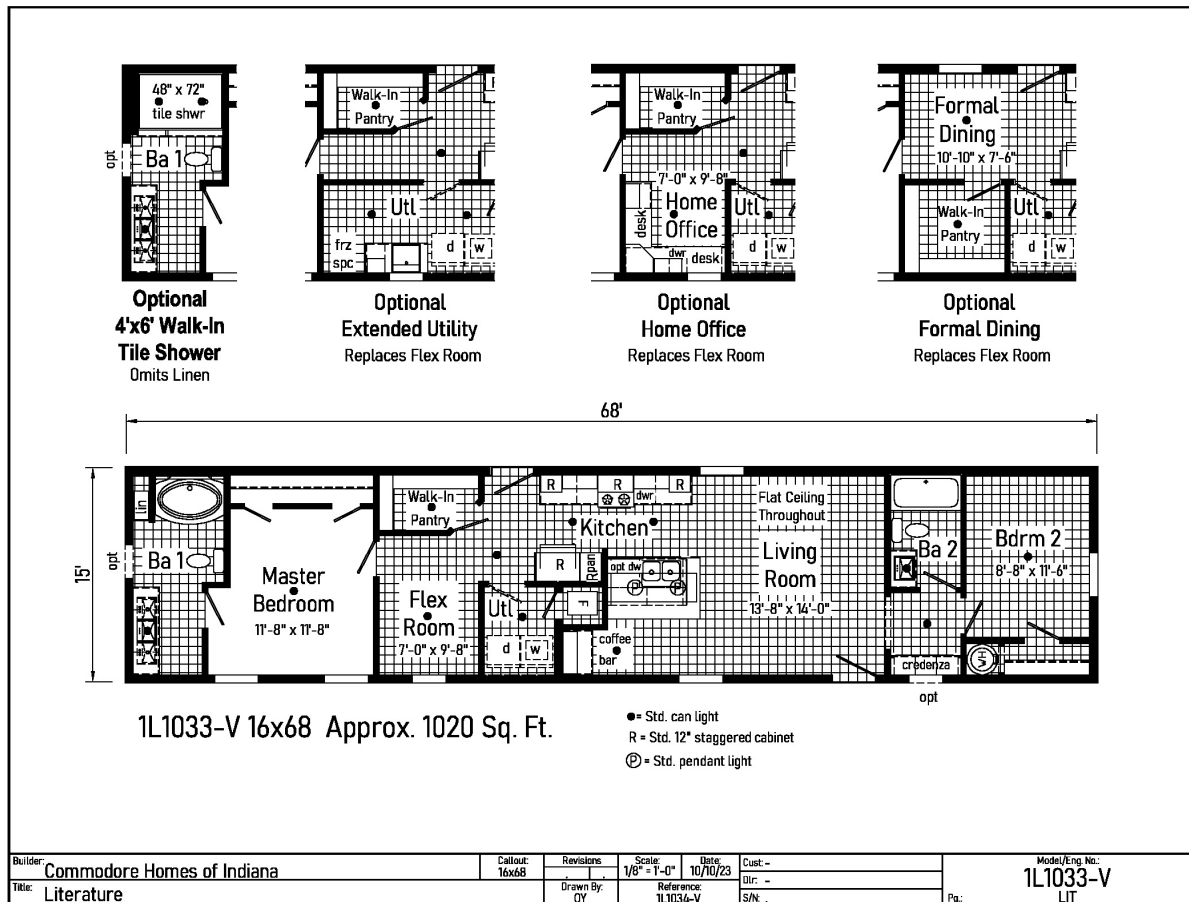 48" x 72"
tile shwr
opt
Ba 1
Optional
4'x6' Walk-In
Tile Shower
Omits Linen
Walk-In
Pantry
Utl
frz
spc
d
w
Optional
Extended Utility
Replaces Flex Room
Walk-In
Pantry
7'-0" x 9'-8"
Home
Office
desk
dwr
desk
Utl
d
w
Optional
Home Office
Replaces Flex Room
Formal
Dining
10'-10" x 7'-6"
Walk-In
Pantry
Utl
d
w
Optional
Formal Dining
Replaces Flex Room
68'
15'
lin
opt
Ba 1
Master
Bedroom
11'-8" x 11'-8"
Walk-In
Pantry
Flex
Room
7'-0" x 9'-8"
Utl
d
w
F
R
R
dwr
R
Kitchen
R
Rpan
opt dw
P
P
coffee
bar
Flat Ceiling
Throughout
Living
Room
13'-8" x 14'-0"
Ba 2
credenza
opt
Bdrm 2
8'-8" x 11'-6"
HW
1L1033-V 16x68 Approx. 1020 Sq. Ft.
= Std. can light
R = Std. 12" staggered cabinet
P = Std. pendant light
Builder: Commodore Homes of Indiana
Title: Literature
Callout:
16x68
Revisions
Scale:
1/8" = 1'-0"
Date:
10/10/23
Drawn By:
OY
Reference:
1L1034-V
Cust:-
Dlr: -
S/N: .
Model/Eng. No.:
1L1033-V
Pg.: LIT